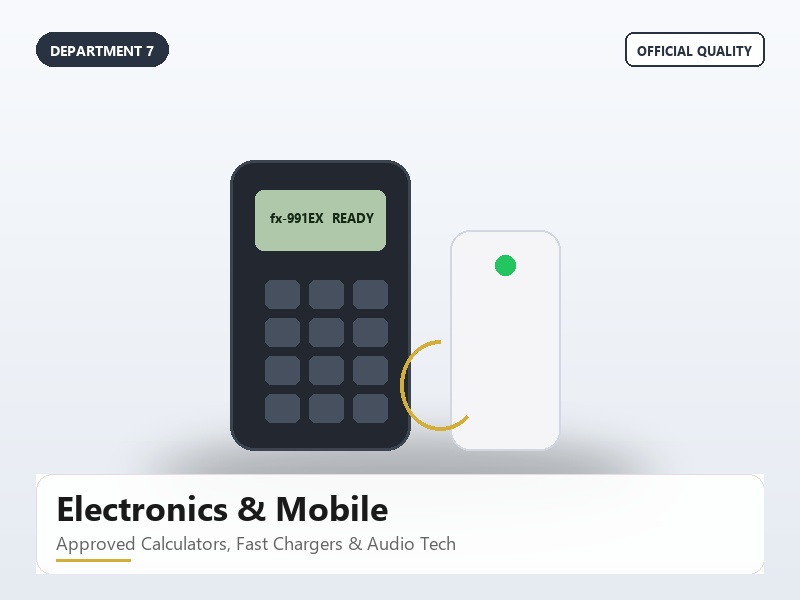 DEPARTMENT 7
OFFICIAL QUALITY
fx-991EX READY
Electronics & Mobile
Approved Calculators, Fast Chargers & Audio Tech